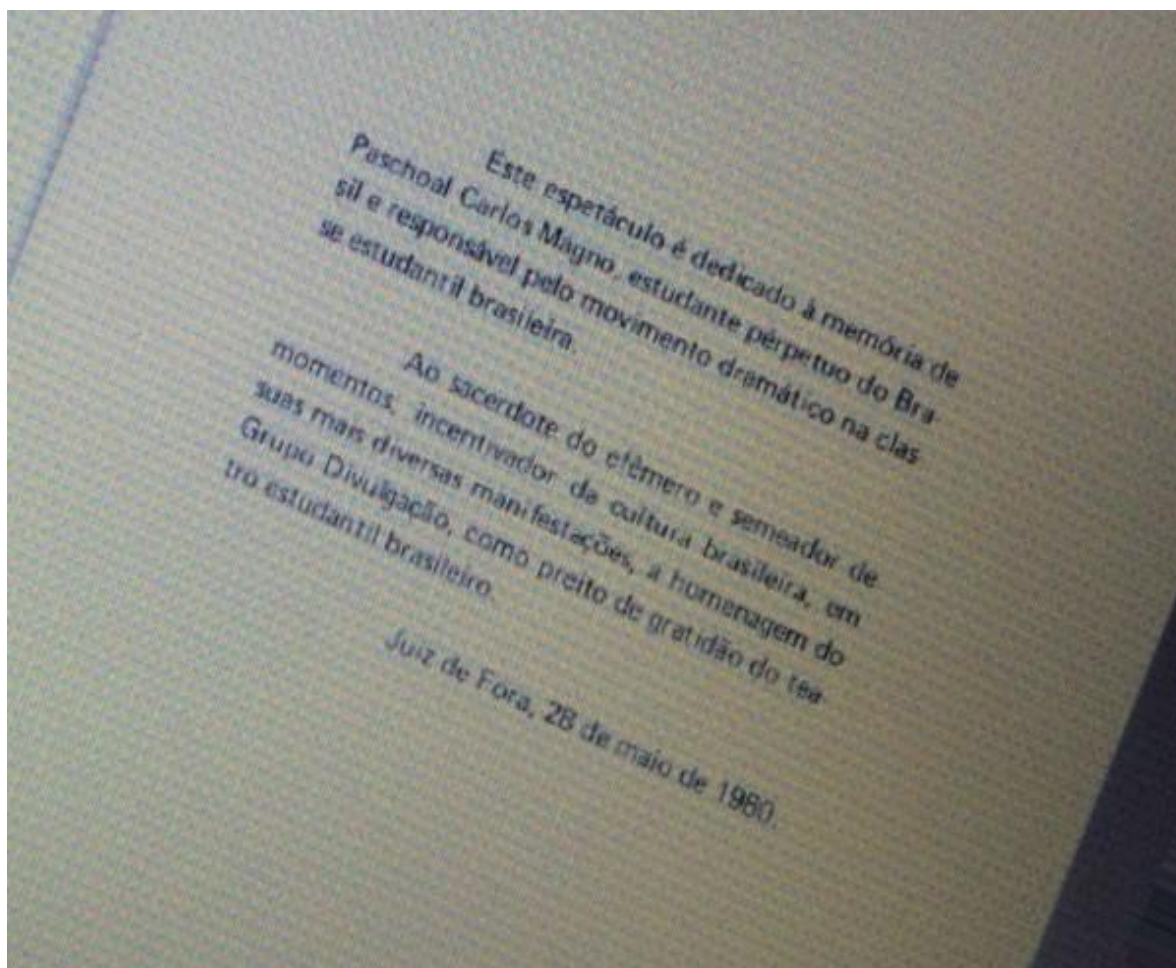 Este espetáculo é dedicado à memória de
Paschoal Carlos Magno, estudante pérpetuo do Bra-
sil e responsável pelo movimento dramático na clas
se estudantil brasileira.
Ao sacerdote do efêmero e semeador de
momentos, incentivador da cultura brasileira, em
suas mais diversas manifestações, a homenagem do
Grupo Divulgação, como preito de gratidão do tea-
tro estudantil brasileiro.
Juiz de Fora, 28 de maio de 1980.